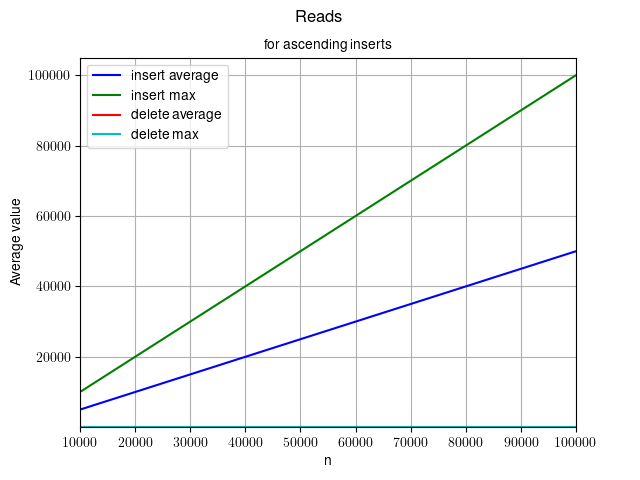 Reads
for ascending inserts
insert average
insert max
delete average
delete max
100000
80000
60000
40000
20000
Average value
10000 20000 30000 40000 50000 60000 70000 80000 90000 100000
n